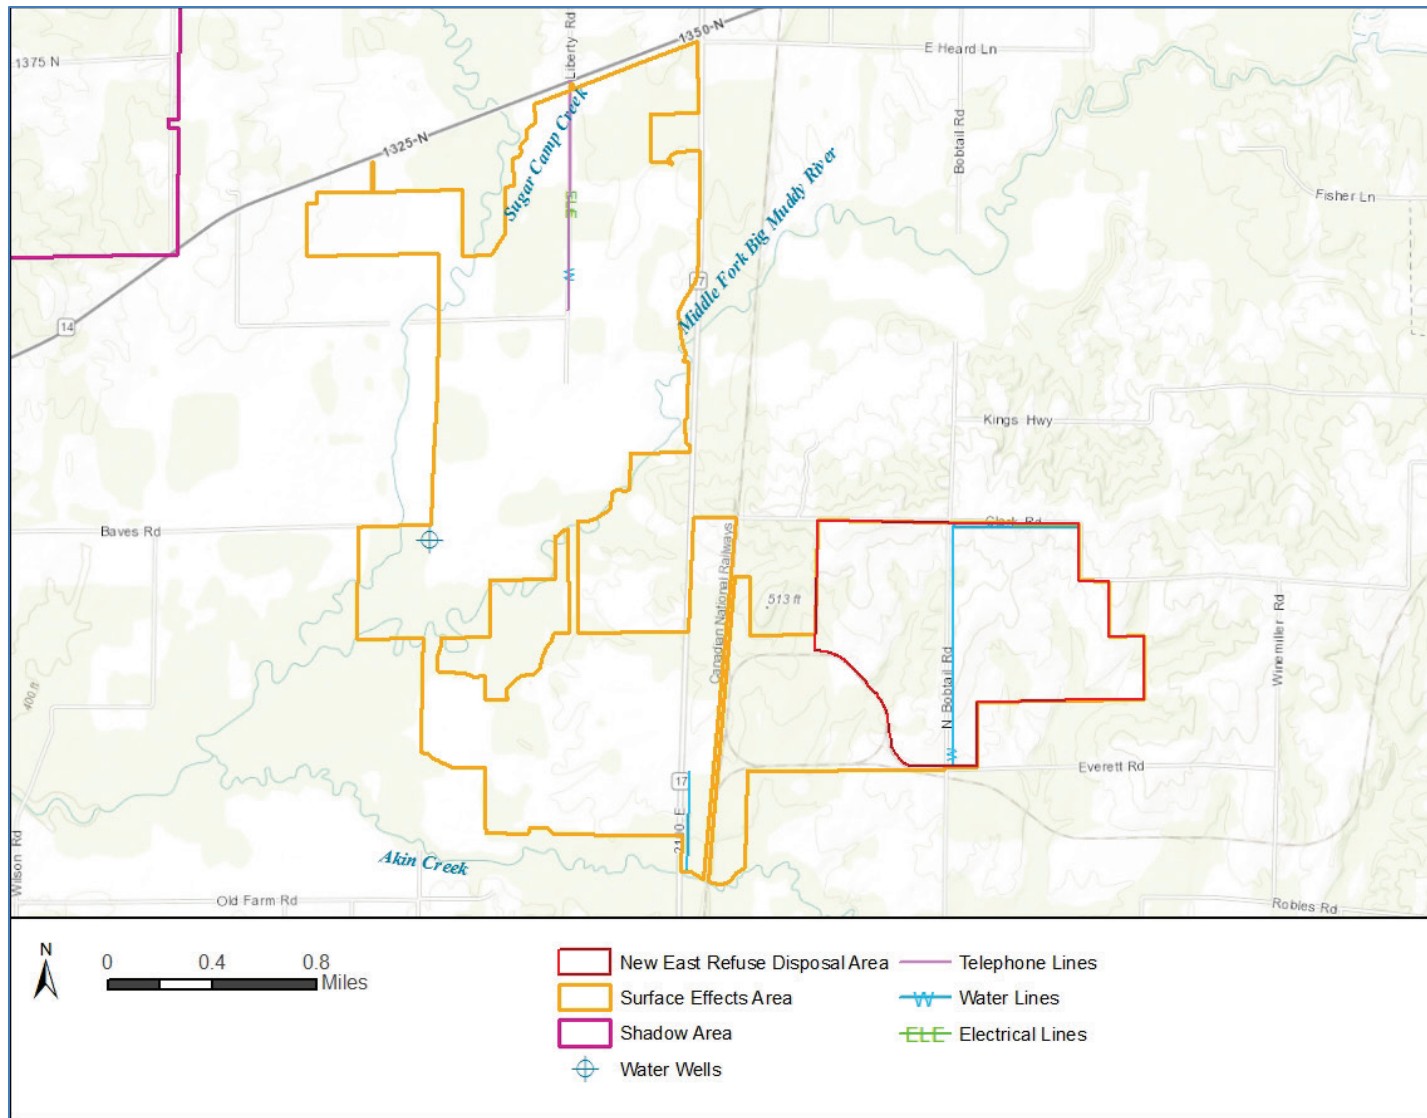 1350-N
Liberty Rd
E Heard Ln
1375 N
Sugar Camp Creek
1325-N
Bobtail Rd
Middle Fork Big Muddy River
Fisher Ln
ELE
W
14
Kings Hwy
Clark Rd
Baves Rd
Canadian National Railways
513 ft
Winemiller Rd
N Bobtail Rd
400 ft
W
Everett Rd
17
Wilson Rd
Akin Creek
Old Farm Rd
Robles Rd
N
0 0.4 0.8
Miles
New East Refuse Disposal Area
Surface Effects Area
Shadow Area
Water Wells
Telephone Lines
W Water Lines
ELE Electrical Lines